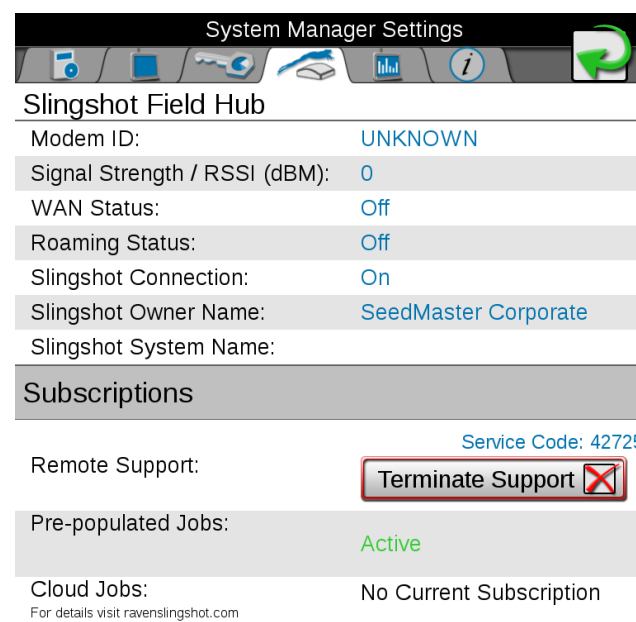 System Manager Settings
i
Slingshot Field Hub
Modem ID: UNKNOWN
Signal Strength / RSSI (dBM): 0
WAN Status: Off
Roaming Status: Off
Slingshot Connection: On
Slingshot Owner Name: SeedMaster Corporate
Slingshot System Name:
Subscriptions
Service Code: 42725
Remote Support: Terminate Support
Pre-populated Jobs:
Active
Cloud Jobs: No Current Subscription
For details visit ravenslingshot.com